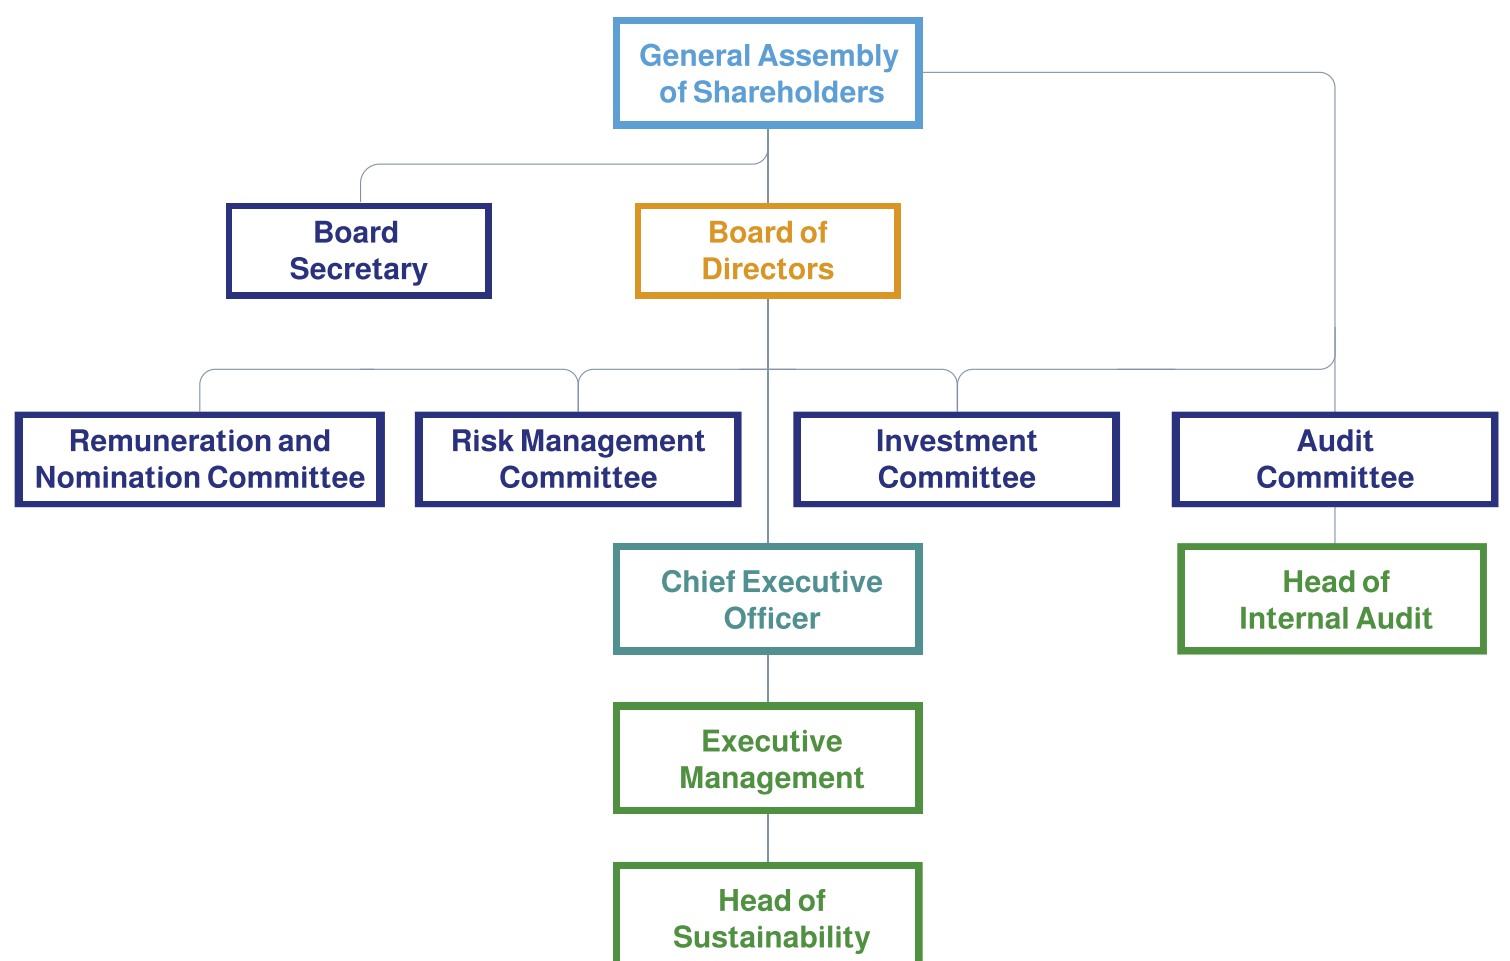 General Assembly
of Shareholders
Board
Secretary
Board of
Directors
Remuneration and
Nomination Committee
Risk Management
Committee
Investment
Committee
Audit
Committee
Chief Executive
Officer
Head of
Internal Audit
Executive
Management
Head of
Sustainability